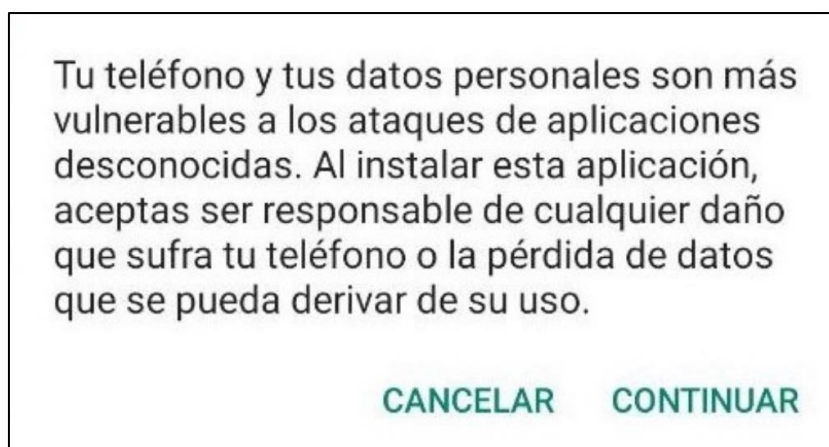 Tu teléfono y tus datos personales son más
vulnerables a los ataques de aplicaciones
desconocidas. Al instalar esta aplicación,
aceptas ser responsable de cualquier daño
que sufra tu teléfono o la pérdida de datos
que se pueda derivar de su uso.
CANCELAR CONTINUAR